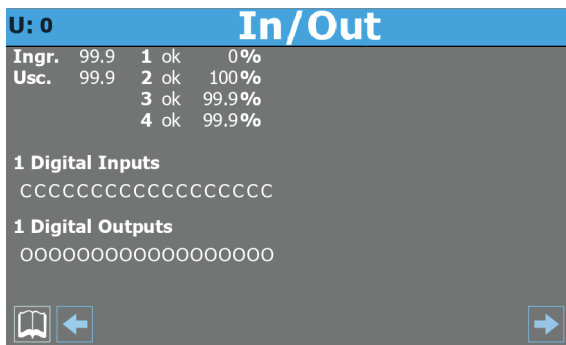 U: 0 In/Out
Ingr. 99.9 1 ok 0%
Usc. 99.9 2 ok 100%
3 ok 99.9%
4 ok 99.9%
1 Digital Inputs
CCCCCCCCCCCCCCCCCC
1 Digital Outputs
OOOOOOOOOOOOOOOOOO